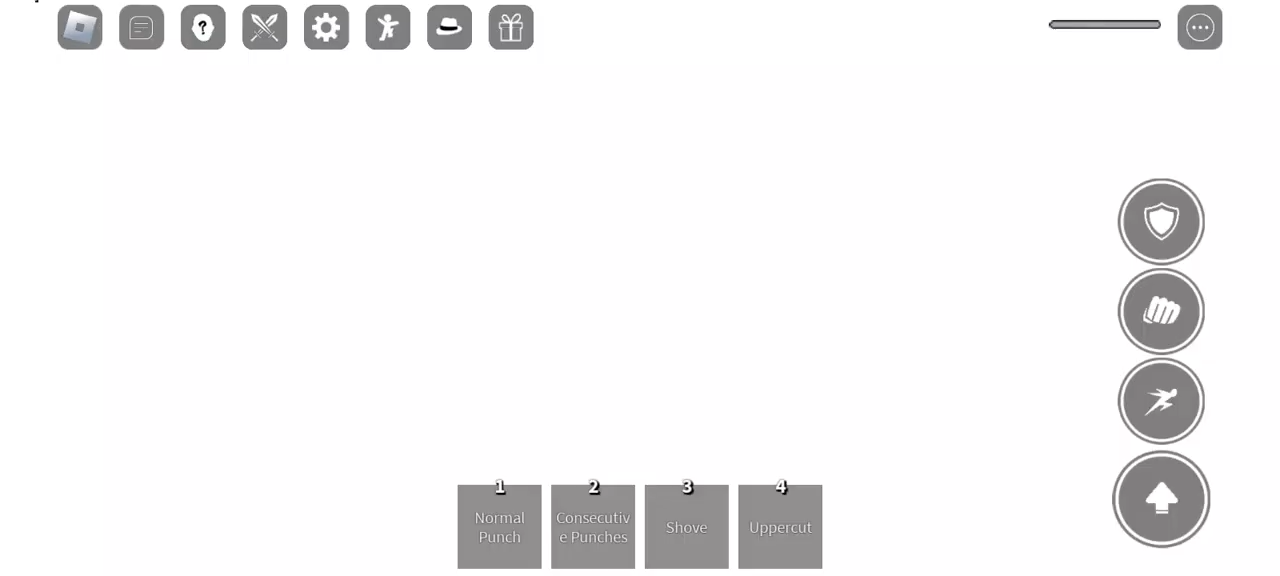 ?
1
2
3
4
Normal
Punch
Consecutiv
e Punches
Shove
Uppercut